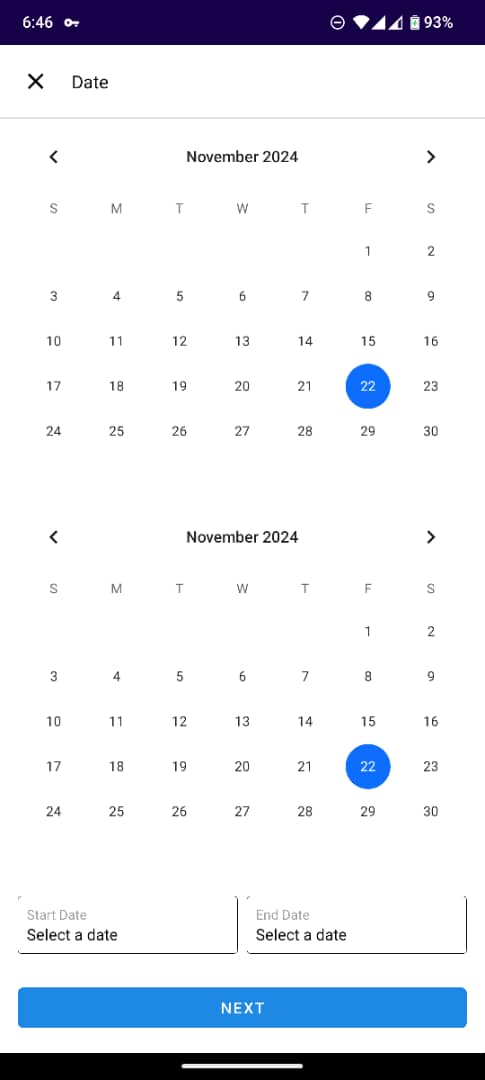 6:46 93%
Date
November 2024
S M T W T F S
1 2
3 4 5 6 7 8 9
10 11 12 13 14 15 16
17 18 19 20 21 22 23
24 25 26 27 28 29 30
November 2024
S M T W T F S
1 2
3 4 5 6 7 8 9
10 11 12 13 14 15 16
17 18 19 20 21 22 23
24 25 26 27 28 29 30
Start Date End Date
Select a date Select a date
NEXT